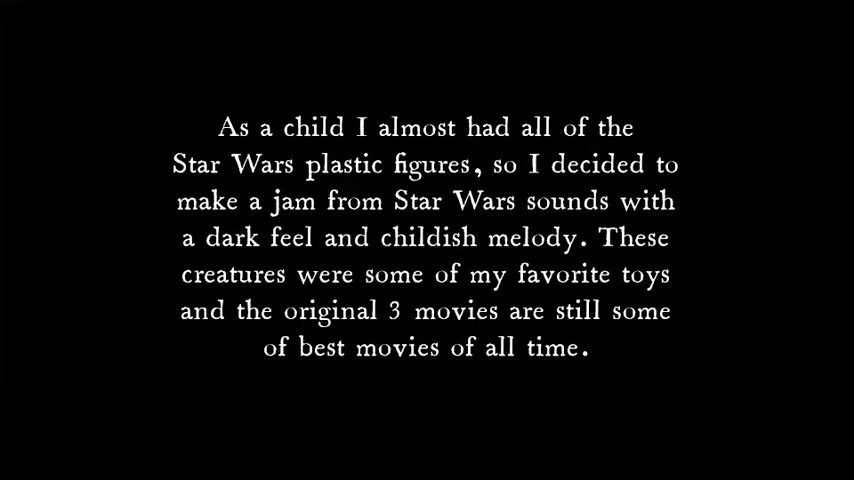 As a child I almost had all of the
Star Wars plastic figures, so I decided to
make a jam from Star Wars sounds with
a dark feel and childish melody. These
creatures were some of my favorite toys
and the original 3 movies are still some
of best movies of all time.